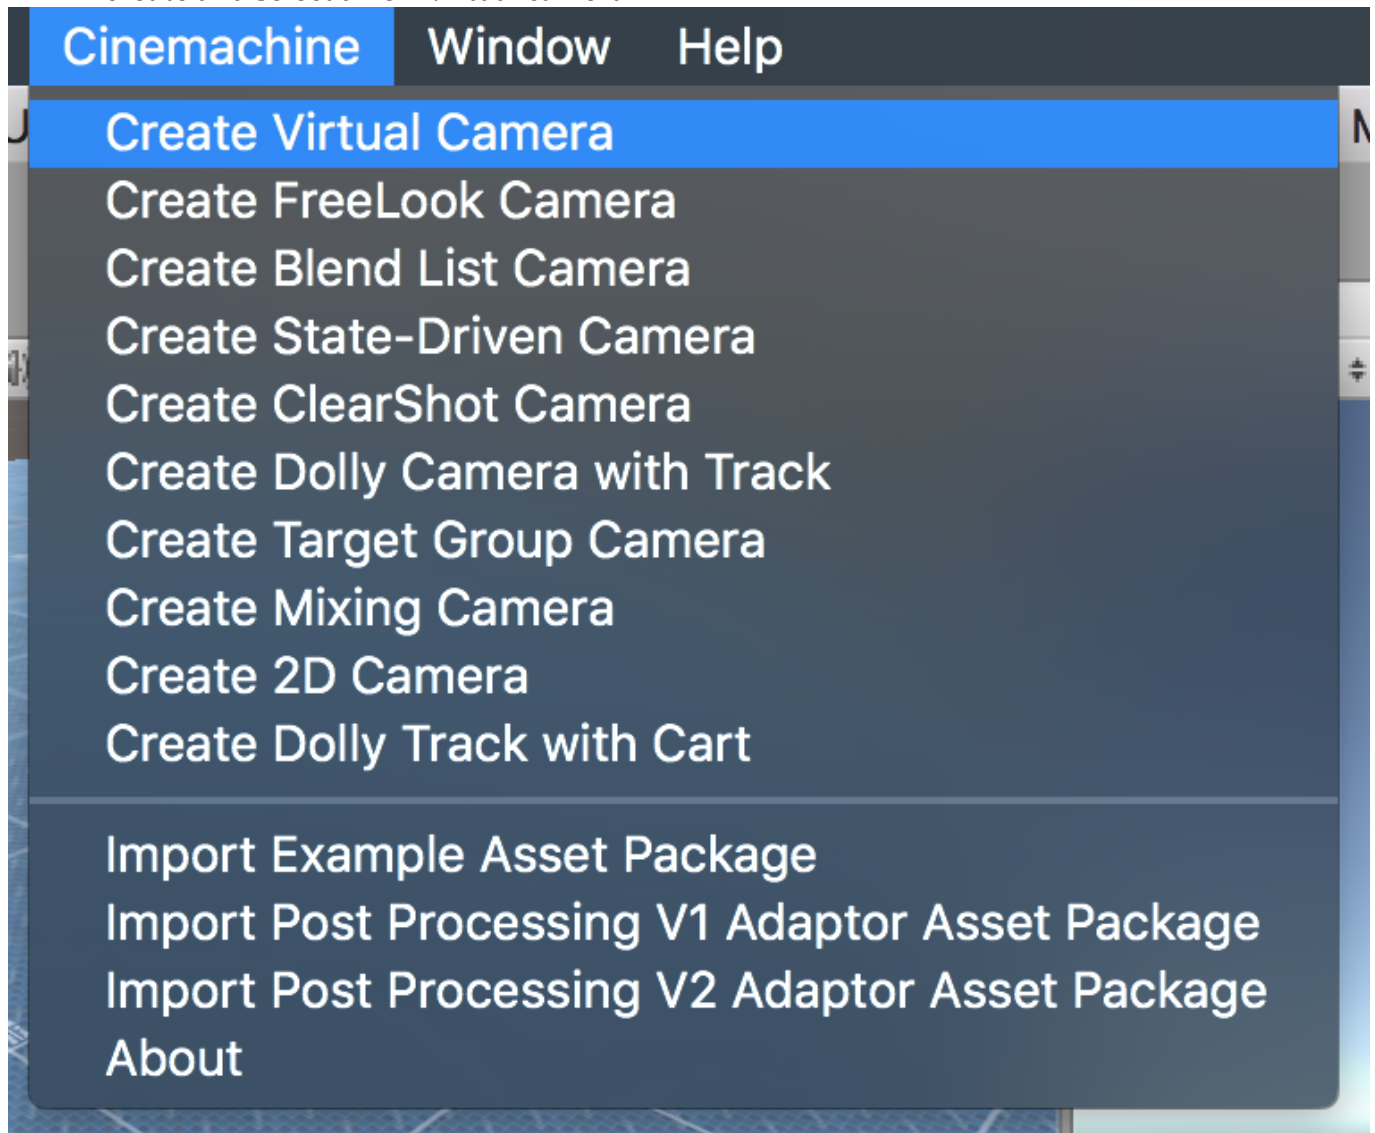 Cinemachine Window Help
Create Virtual Camera
Create FreeLook Camera
Create Blend List Camera
Create State-Driven Camera
Create ClearShot Camera
Create Dolly Camera with Track
Create Target Group Camera
Create Mixing Camera
Create 2D Camera
Create Dolly Track with Cart
Import Example Asset Package
Import Post Processing V1 Adaptor Asset Package
Import Post Processing V2 Adaptor Asset Package
About